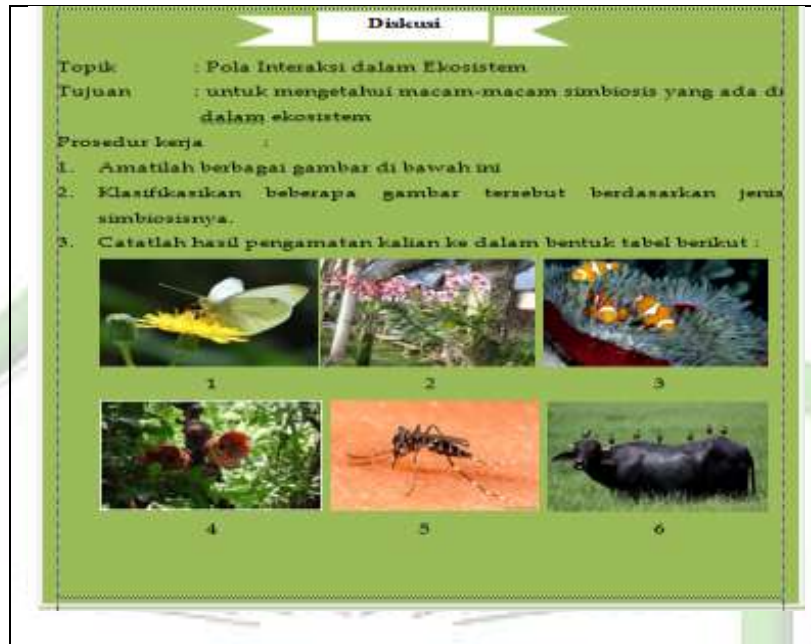 Diskusi
Topik : Pola Interaksi dalam Ekosistem
Tujuan : untuk mengetahui macam-macam simbiosis yang ada di
dalam ekosistem
Prosedur kerja :
1. Amatilah berbagai gambar di bawah ini
2. Klasifikasikan beberapa gambar tersebut berdasarkan jenis
simbiosisnya.
3. Catatlah hasil pengamatan kalian ke dalam bentuk tabel berikut :
1 2 3
4 5 6